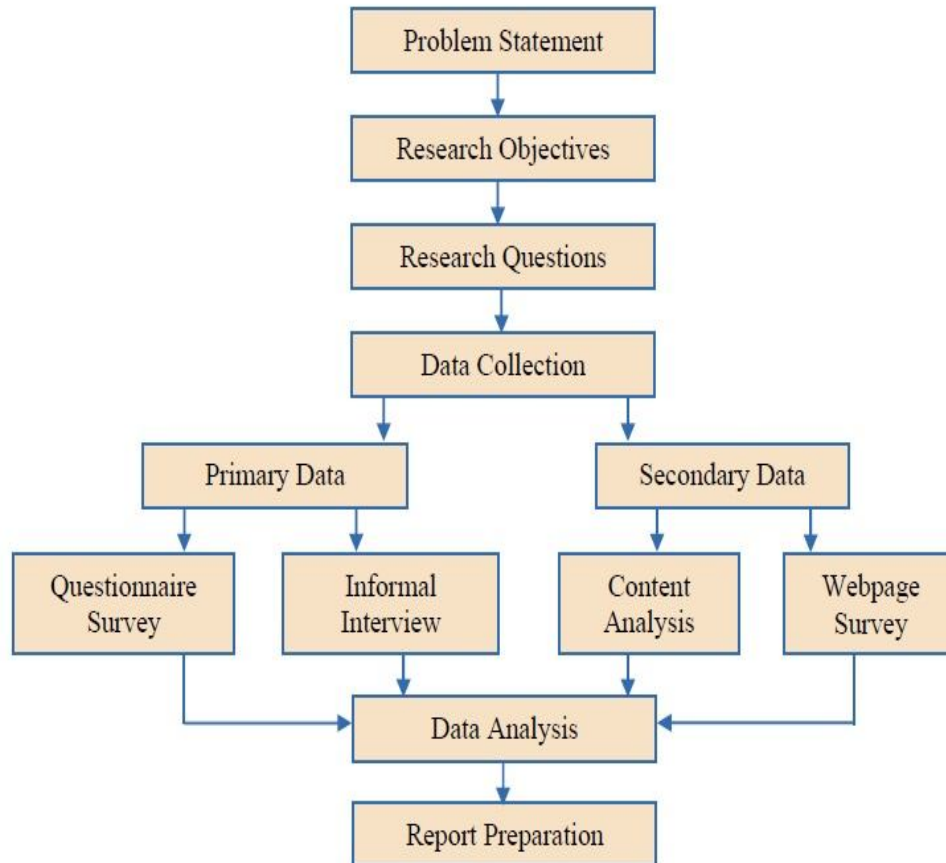 Problem Statement
Research Objectives
Research Questions
Data Collection
Primary Data
Secondary Data
Questionnaire
Survey
Informal
Interview
Content
Analysis
Webpage
Survey
Data Analysis
Report Preparation